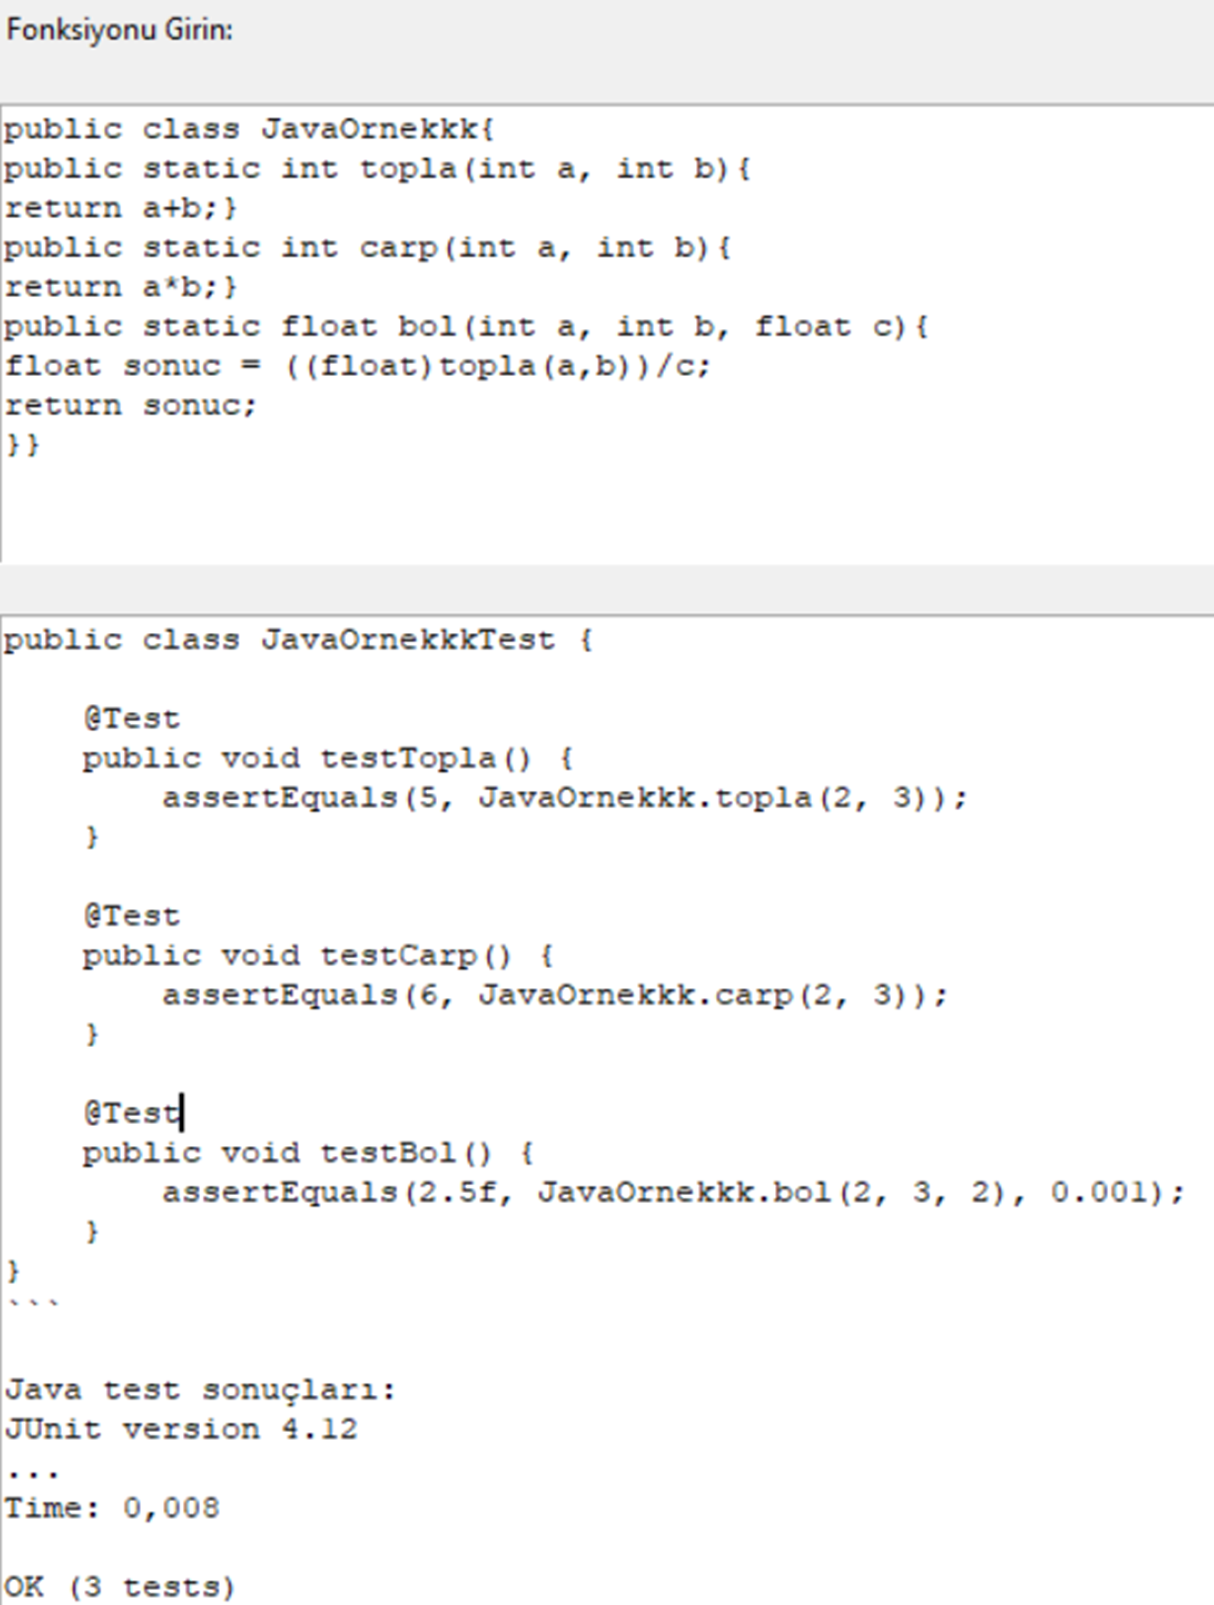 Fonksiyonu Girin:
public class JavaOrnekkk{
public static int topla(int a, int b){
return a+b;}
public static int carp(int a, int b){
return a*b;}
public static float bol(int a, int b, float c){
float sonuc = ((float)topla(a,b))/c;
return sonuc;
}}
public class JavaOrnekkkTest {
@Test
public void testTopla() {
assertEquals(5, JavaOrnekkk.topla(2, 3));
}
@Test
public void testCarp() {
assertEquals(6, JavaOrnekkk.carp(2, 3));
}
@Test
public void testBol() {
assertEquals(2.5f, JavaOrnekkk.bol(2, 3, 2), 0.001);
}
}
```
Java test sonuçları:
JUnit version 4.12
...
Time: 0,008
OK (3 tests)